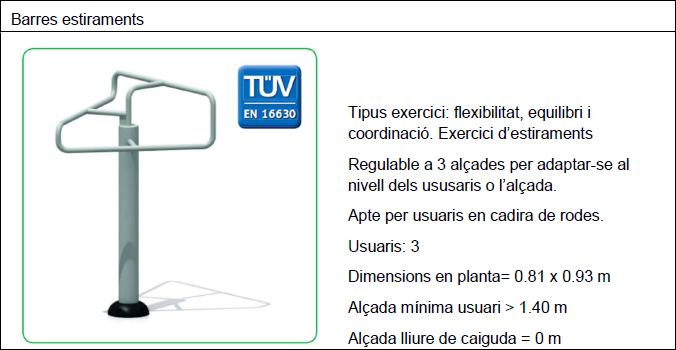 Barres estiraments
TÜV
EN 16630
Tipus exercici: flexibilitat, equilibri i
coordinació. Exercici d'estiraments
Regulable a 3 alçades per adaptar-se al
nivell dels ususaris o l'alçada.
Apte per usuaris en cadira de rodes.
Usuaris: 3
Dimensions en planta= 0.81 x 0.93 m
Alçada mínima usuari > 1.40 m
Alçada lliure de caiguda = 0 m